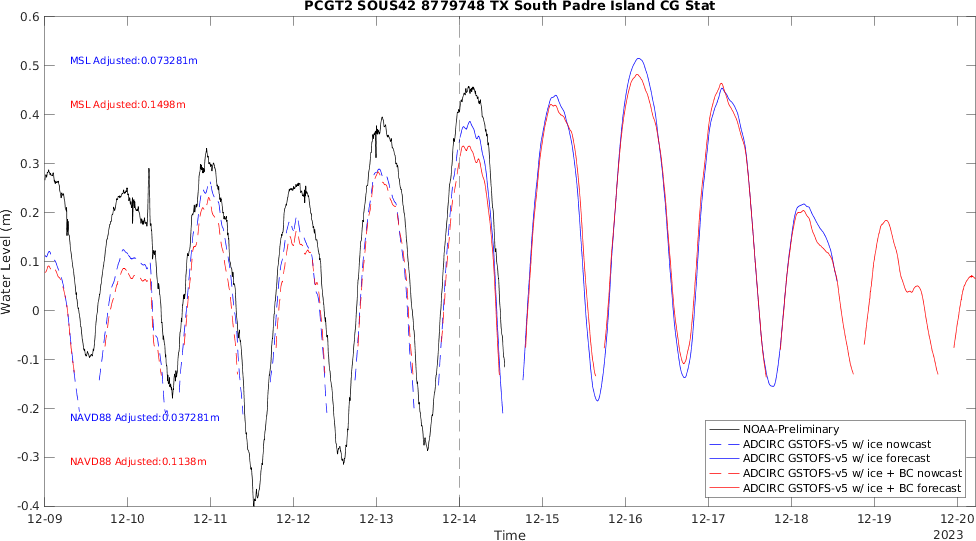 PCGT2 SOUS42 8779748 TX South Padre Island CG Stat
0.6
0.5
0.4
0.3
0.2
0.1
0
-0.1
-0.2
-0.3
-0.4
Water Level (m)
MSL Adjusted:0.073281m
MSL Adjusted:0.1498m
NAVD88 Adjusted:0.037281m
NAVD88 Adjusted:0.1138m
NOAA-Preliminary
ADCIRC GSTOFS-v5 w/ ice nowcast
ADCIRC GSTOFS-v5 w/ ice forecast
ADCIRC GSTOFS-v5 w/ ice + BC nowcast
ADCIRC GSTOFS-v5 w/ ice + BC forecast
12-09 12-10 12-11 12-12 12-13 12-14 12-15 12-16 12-17 12-18 12-19 12-20
Time
2023